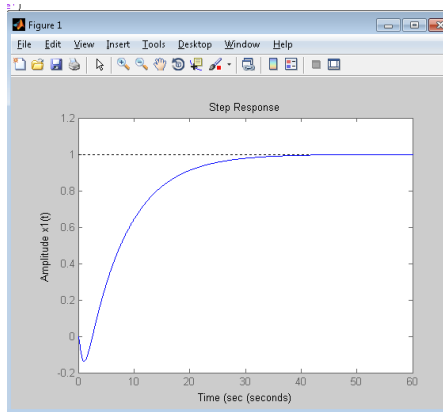 Figure 1
File Edit View Insert Tools Desktop Window Help
Step Response
1.2
1
0.8
0.6
0.4
0.2
0
-0.2
Amplitude x1(t)
0 10 20 30 40 50 60
Time (sec (seconds)